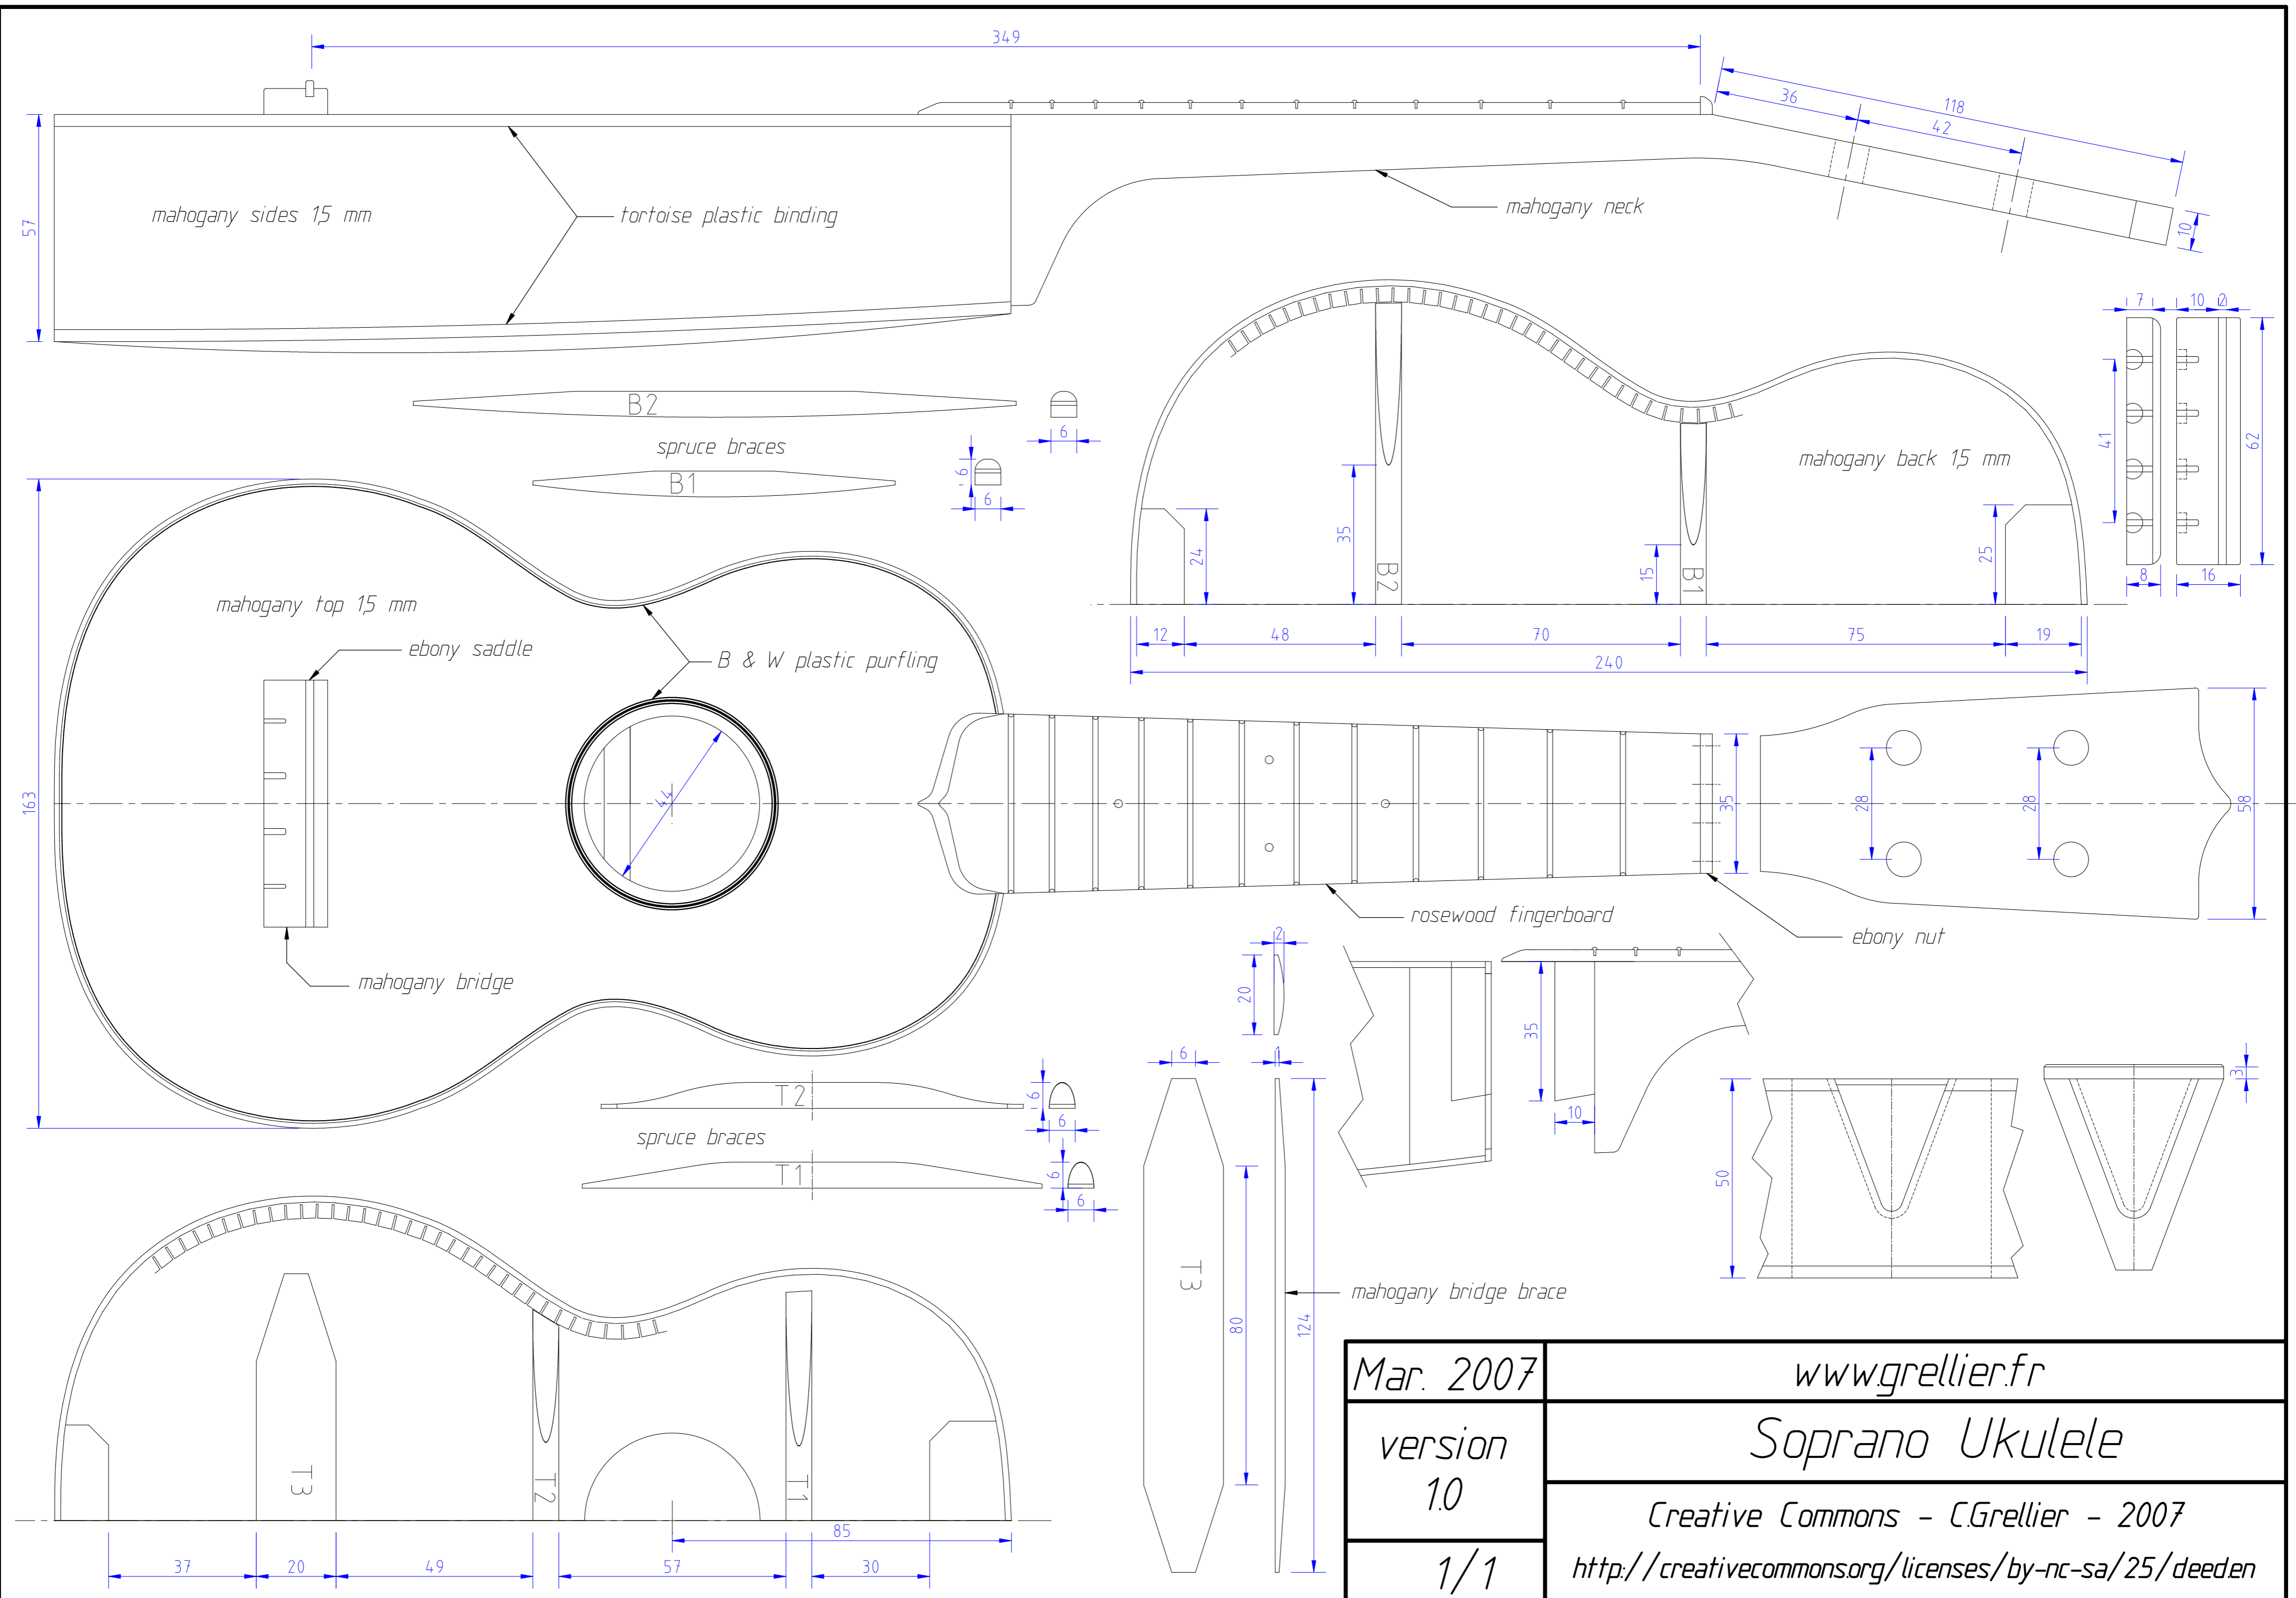 349
36
118
42
10
57
mahogany sides 1,5 mm
tortoise plastic binding
mahogany neck
B2
6
spruce braces
B1
6
6
mahogany back 1,5 mm
24
35
B2
15
B1
25
12
48
70
75
19
240
7
10
2
41
62
8
16
163
mahogany top 1,5 mm
ebony saddle
B & W plastic purfling
44
mahogany bridge
35
28
28
58
rosewood fingerboard
ebony nut
T2
6
6
spruce braces
T1
6
6
2
20
6
1
T3
80
124
mahogany bridge brace
35
10
50
3
T3
T2
T1
85
37
20
49
57
30
Mar. 2007
www.grellier.fr
version
1.0
Soprano Ukulele
Creative Commons - C.Grellier - 2007
1/1
http://creativecommons.org/licenses/by-nc-sa/2.5/deed.en